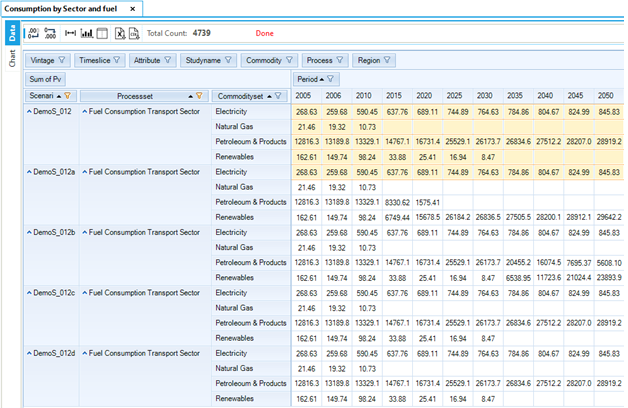 Consumption by Sector and fuel ×
Data
Chart
Total Count: 4739 Done
Vintage Timeslice Attribute Studyname Commodity Process Region
Sum of Pv Period
Scenari Processset Commodityset 2005 2006 2010 2015 2020 2025 2030 2035 2040 2045 2050
DemoS_012 Fuel Consumption Transport Sector Electricity 268.63 259.68 590.45 637.76 689.11 744.89 764.63 784.86 804.67 824.99 845.83
Natural Gas 21.46 19.32 10.73
Petroleum & Products 12816.3 13189.8 13329.1 14767.1 16731.4 25529.1 26173.7 26834.6 27512.2 28207.0 28919.2
Renewables 162.61 149.74 98.24 33.88 25.41 16.94 8.47
DemoS_012a Fuel Consumption Transport Sector Electricity 268.63 259.68 590.45 637.76 689.11 744.89 764.63 784.86 804.67 824.99 845.83
Natural Gas 21.46 19.32 10.73
Petroleum & Products 12816.3 13189.8 13329.1 8330.62 1575.41
Renewables 162.61 149.74 98.24 6749.44 15678.5 26184.2 26836.5 27505.5 28200.1 28912.1 29642.2
DemoS_012b Fuel Consumption Transport Sector Electricity 268.63 259.68 590.45 637.76 689.11 744.89 764.63 784.86 804.67 824.99 845.83
Natural Gas 21.46 19.32 10.73
Petroleum & Products 12816.3 13189.8 13329.1 14767.1 16731.4 25529.1 26173.7 20455.2 16074.5 7695.37 5608.10
Renewables 162.61 149.74 98.24 33.88 25.41 16.94 8.47 6538.95 11723.6 21024.4 23893.9
DemoS_012c Fuel Consumption Transport Sector Electricity 268.63 259.68 590.45 637.76 689.11 744.89 764.63 784.86 804.67 824.99 845.83
Natural Gas 21.46 19.32 10.73
Petroleum & Products 12816.3 13189.8 13329.1 14767.1 16731.4 25529.1 26173.7 26834.6 27512.2 28207.0 28919.2
Renewables 162.61 149.74 98.24 33.88 25.41 16.94 8.47
DemoS_012d Fuel Consumption Transport Sector Electricity 268.63 259.68 590.45 637.76 689.11 744.89 764.63 784.86 804.67 824.99 845.83
Natural Gas 21.46 19.32 10.73
Petroleum & Products 12816.3 13189.8 13329.1 14767.1 16731.4 25529.1 26173.7 26834.6 27512.2 28207.0 28919.2
Renewables 162.61 149.74 98.24 33.88 25.41 16.94 8.47